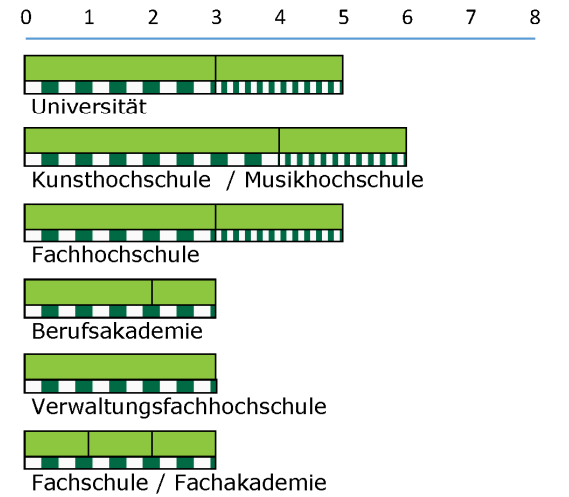 0 1 2 3 4 5 6 7 8
Universität
Kunsthochschule / Musikhochschule
Fachhochschule
Berufsakademie
Verwaltungsfachhochschule
Fachschule / Fachakademie